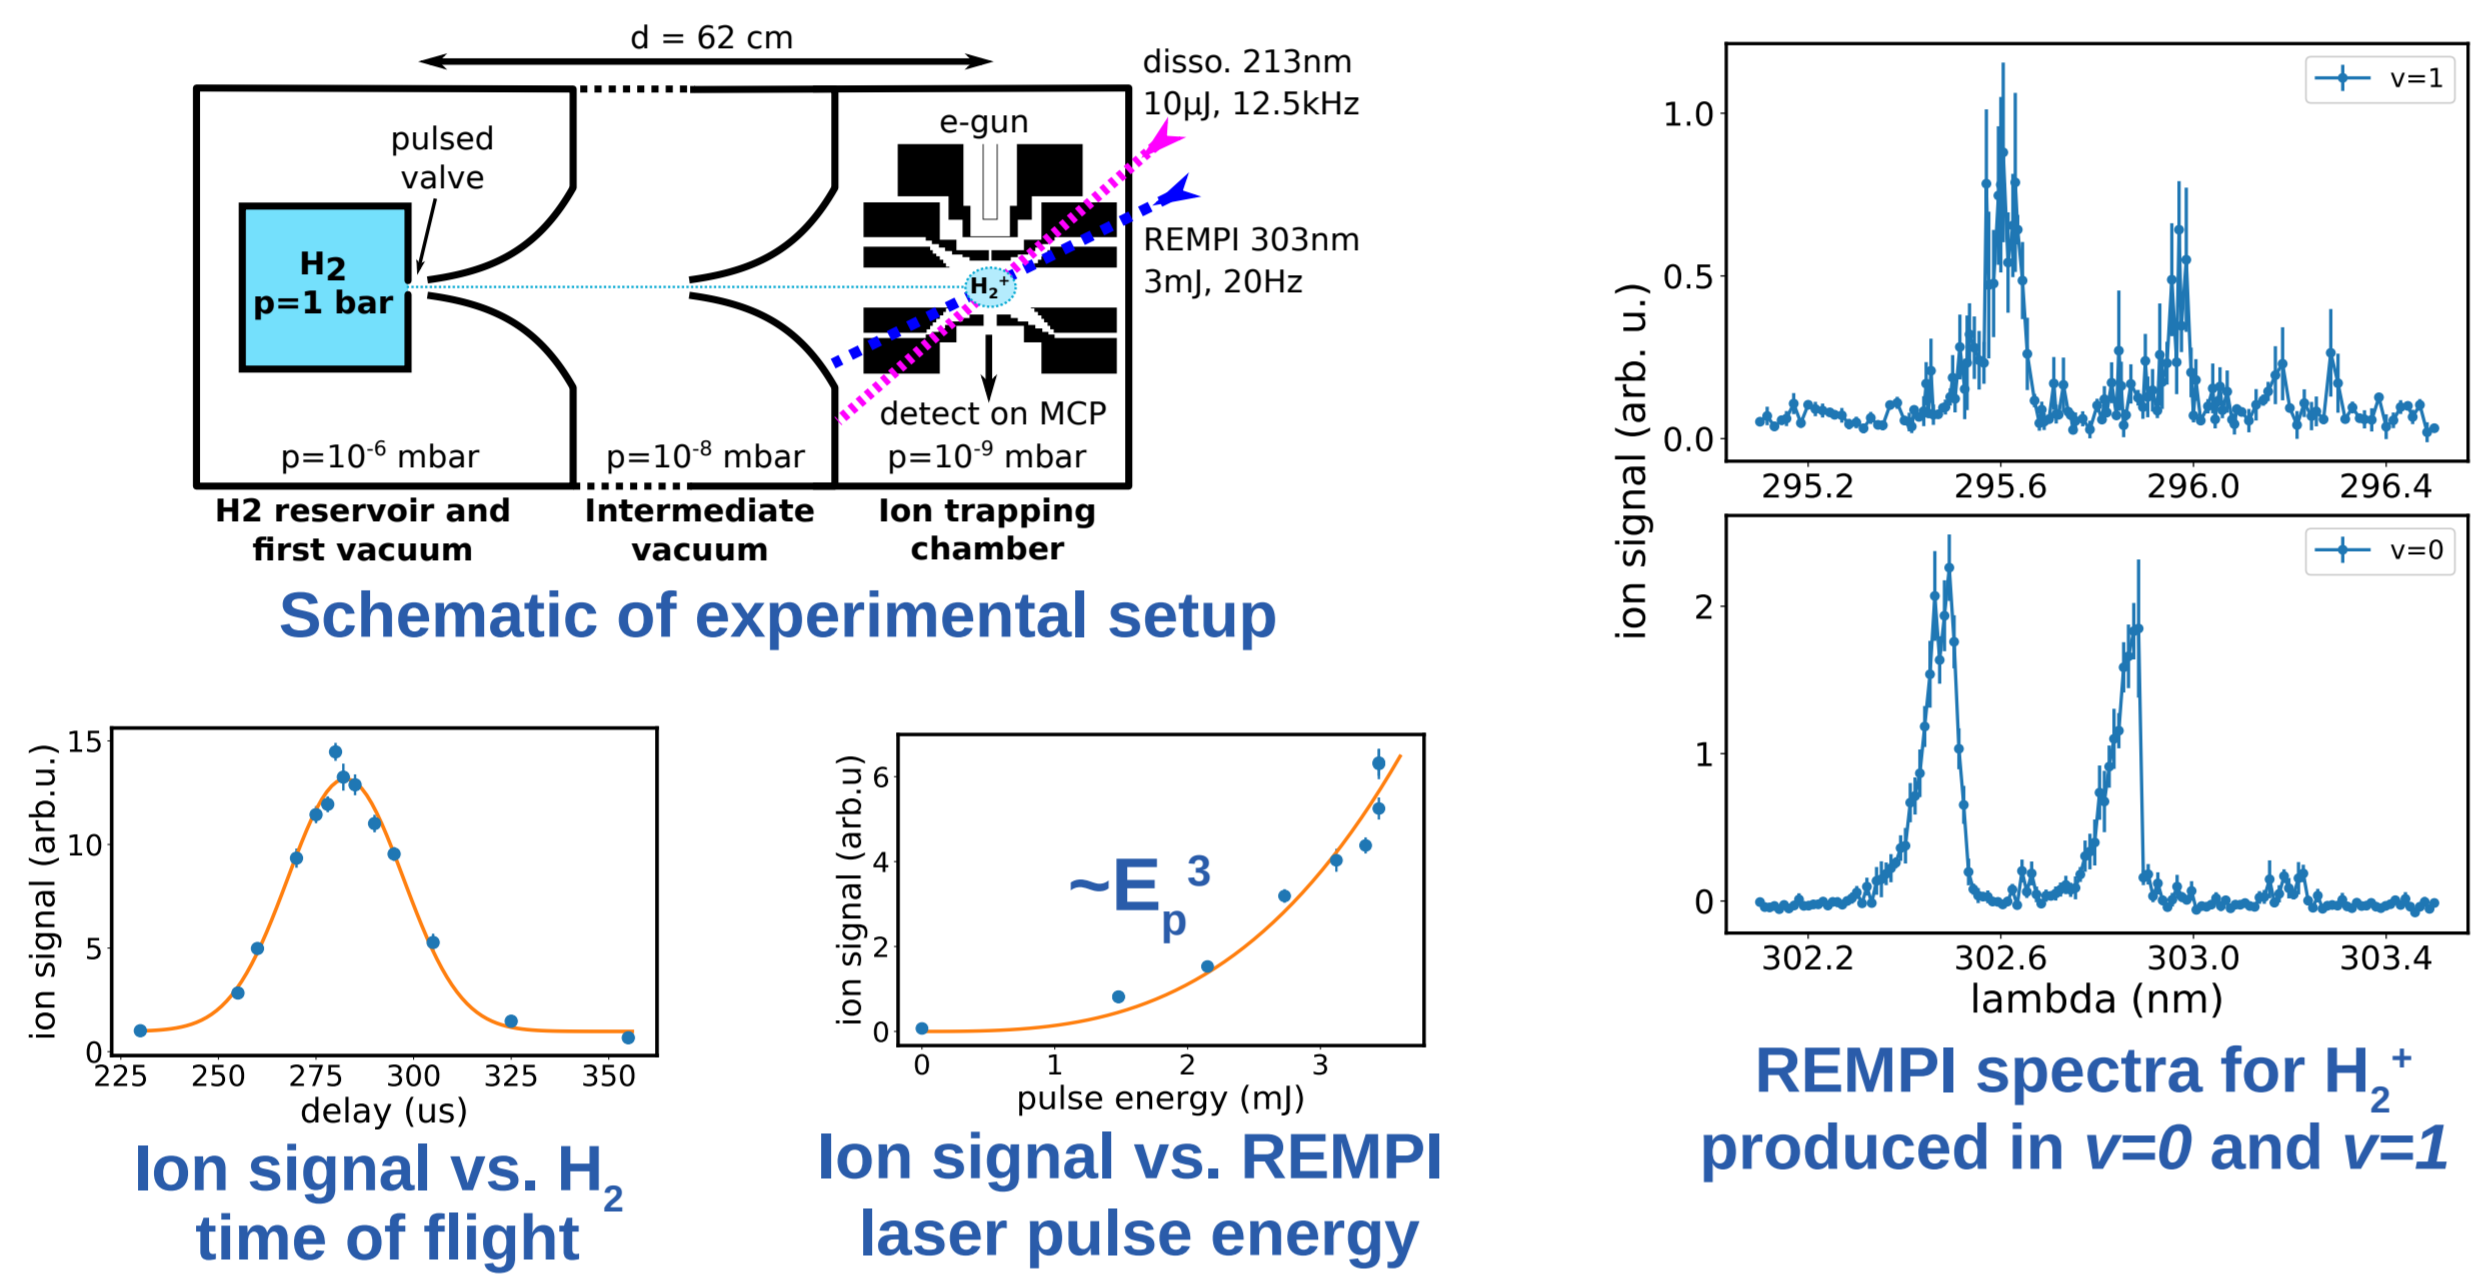 d = 62 cm
disso. 213nm
10μJ, 12.5kHz
e-gun
pulsed
valve
REMPI 303nm
3mJ, 20Hz
H2
p=1 bar
H₂⁺
detect on MCP
p=10⁻⁶ mbar
p=10⁻⁸ mbar
p=10⁻⁹ mbar
H2 reservoir and
first vacuum
Intermediate
vacuum
Ion trapping
chamber
Schematic of experimental setup
ion signal (arb.u.)
15
10
5
0
225 250 275 300 325 350
delay (us)
Ion signal vs. H₂
time of flight
ion signal (arb.u)
6
4
2
0
~Eₚ³
0 1 2 3
pulse energy (mJ)
Ion signal vs. REMPI
laser pulse energy
ion signal (arb. u.)
v=1
1.0
0.5
0.0
295.2 295.6 296.0 296.4
v=0
2
1
0
302.2 302.6 303.0 303.4
lambda (nm)
REMPI spectra for H₂⁺
produced in v=0 and v=1